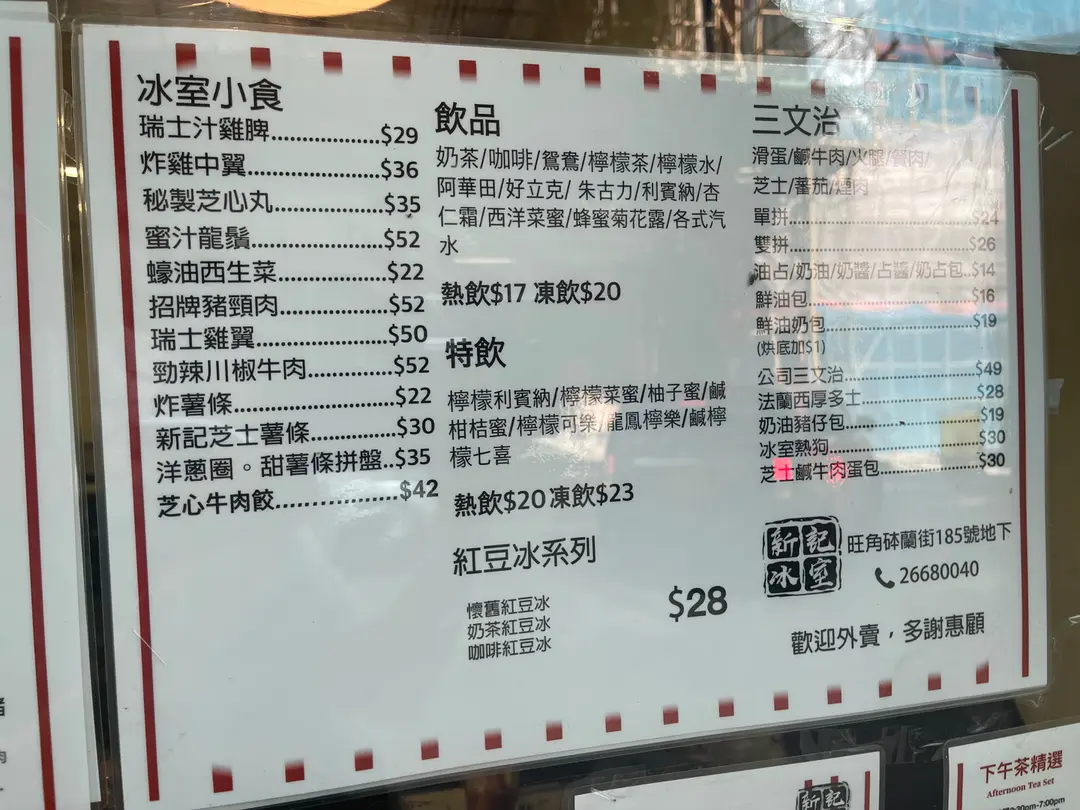 冰室小食
瑞士汁雞脾...............$29
炸雞中翼...................$36
秘製芝心丸...............$35
蜜汁龍鬚..................$52
蠔油西生菜...............$22
招牌豬頸肉...............$52
瑞士雞翼..................$50
勁辣川椒牛肉............$52
炸薯條.....................$22
新記芝士薯條............$30
洋蔥圈。甜薯條拼盤..$35
芝心牛肉餃................$42
飲品
奶茶/咖啡/鴛鴦/檸檬茶/檸檬水/
阿華田/好立克/ 朱古力/利賓納/杏
仁霜/西洋菜蜜/蜂蜜菊花露/各式汽
水
熱飲$17 凍飲$20
特飲
檸檬利賓納/檸檬菜蜜/柚子蜜/鹹
柑桔蜜/檸檬可樂/龍鳳檸樂/鹹檸
檬七喜
熱飲$20 凍飲$23
紅豆冰系列
懷舊紅豆冰
奶茶紅豆冰
咖啡紅豆冰
$28
三文治
滑蛋/鹹牛肉/火腿/餐肉/
芝士/蕃茄/煙肉
單拼...............................$24
雙拼...............................$26
油占/奶油/奶醬/占醬/奶占包..$14
鮮油包...........................$16
鮮油奶包........................$19
(烘底加$1)
公司三文治.....................$49
法蘭西厚多士..................$28
奶油豬仔包.....................$19
冰室熱狗........................$30
芝士鹹牛肉蛋包...............$30
新記
冰室
旺角砵蘭街185號地下
26680040
歡迎外賣，多謝惠顧
新記
下午茶精選
Afternoon Tea Set